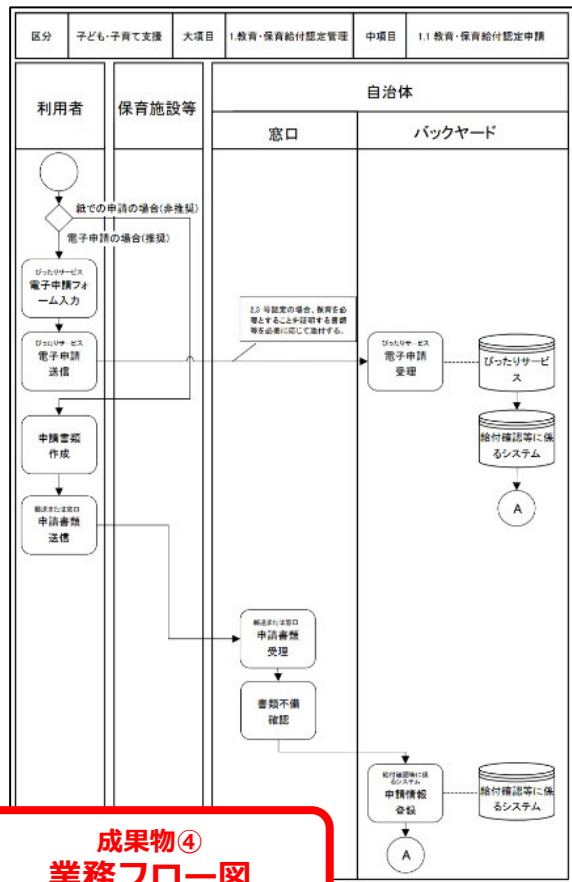 区分 子ども・子育て支援 大項目 1.教育・保育給付認定管理 中項目 1.1 教育・保育給付認定申請
利用者
保育施設等
自治体
窓口
バックヤード
紙での申請の場合(非推奨)
電子申請の場合(推奨)
ぴったりサービス
電子申請フォ
ーム入力
ぴったりサービス
電子申請
送信
2,3 号認定の場合、保育を必
要とすることを証明する書類
等を必要に応じて添付する。
ぴったりサービス
電子申請
受理
ぴったりサービ
ス
給付確認等に係
るシステム
A
申請書類
作成
郵送または窓口
申請書類
送信
郵送または窓口
申請書類
受理
書類不備
確認
給付確認等に係
るシステム
申請情報
登録
給付確認等に係
るシステム
A
成果物④
業務フロー図